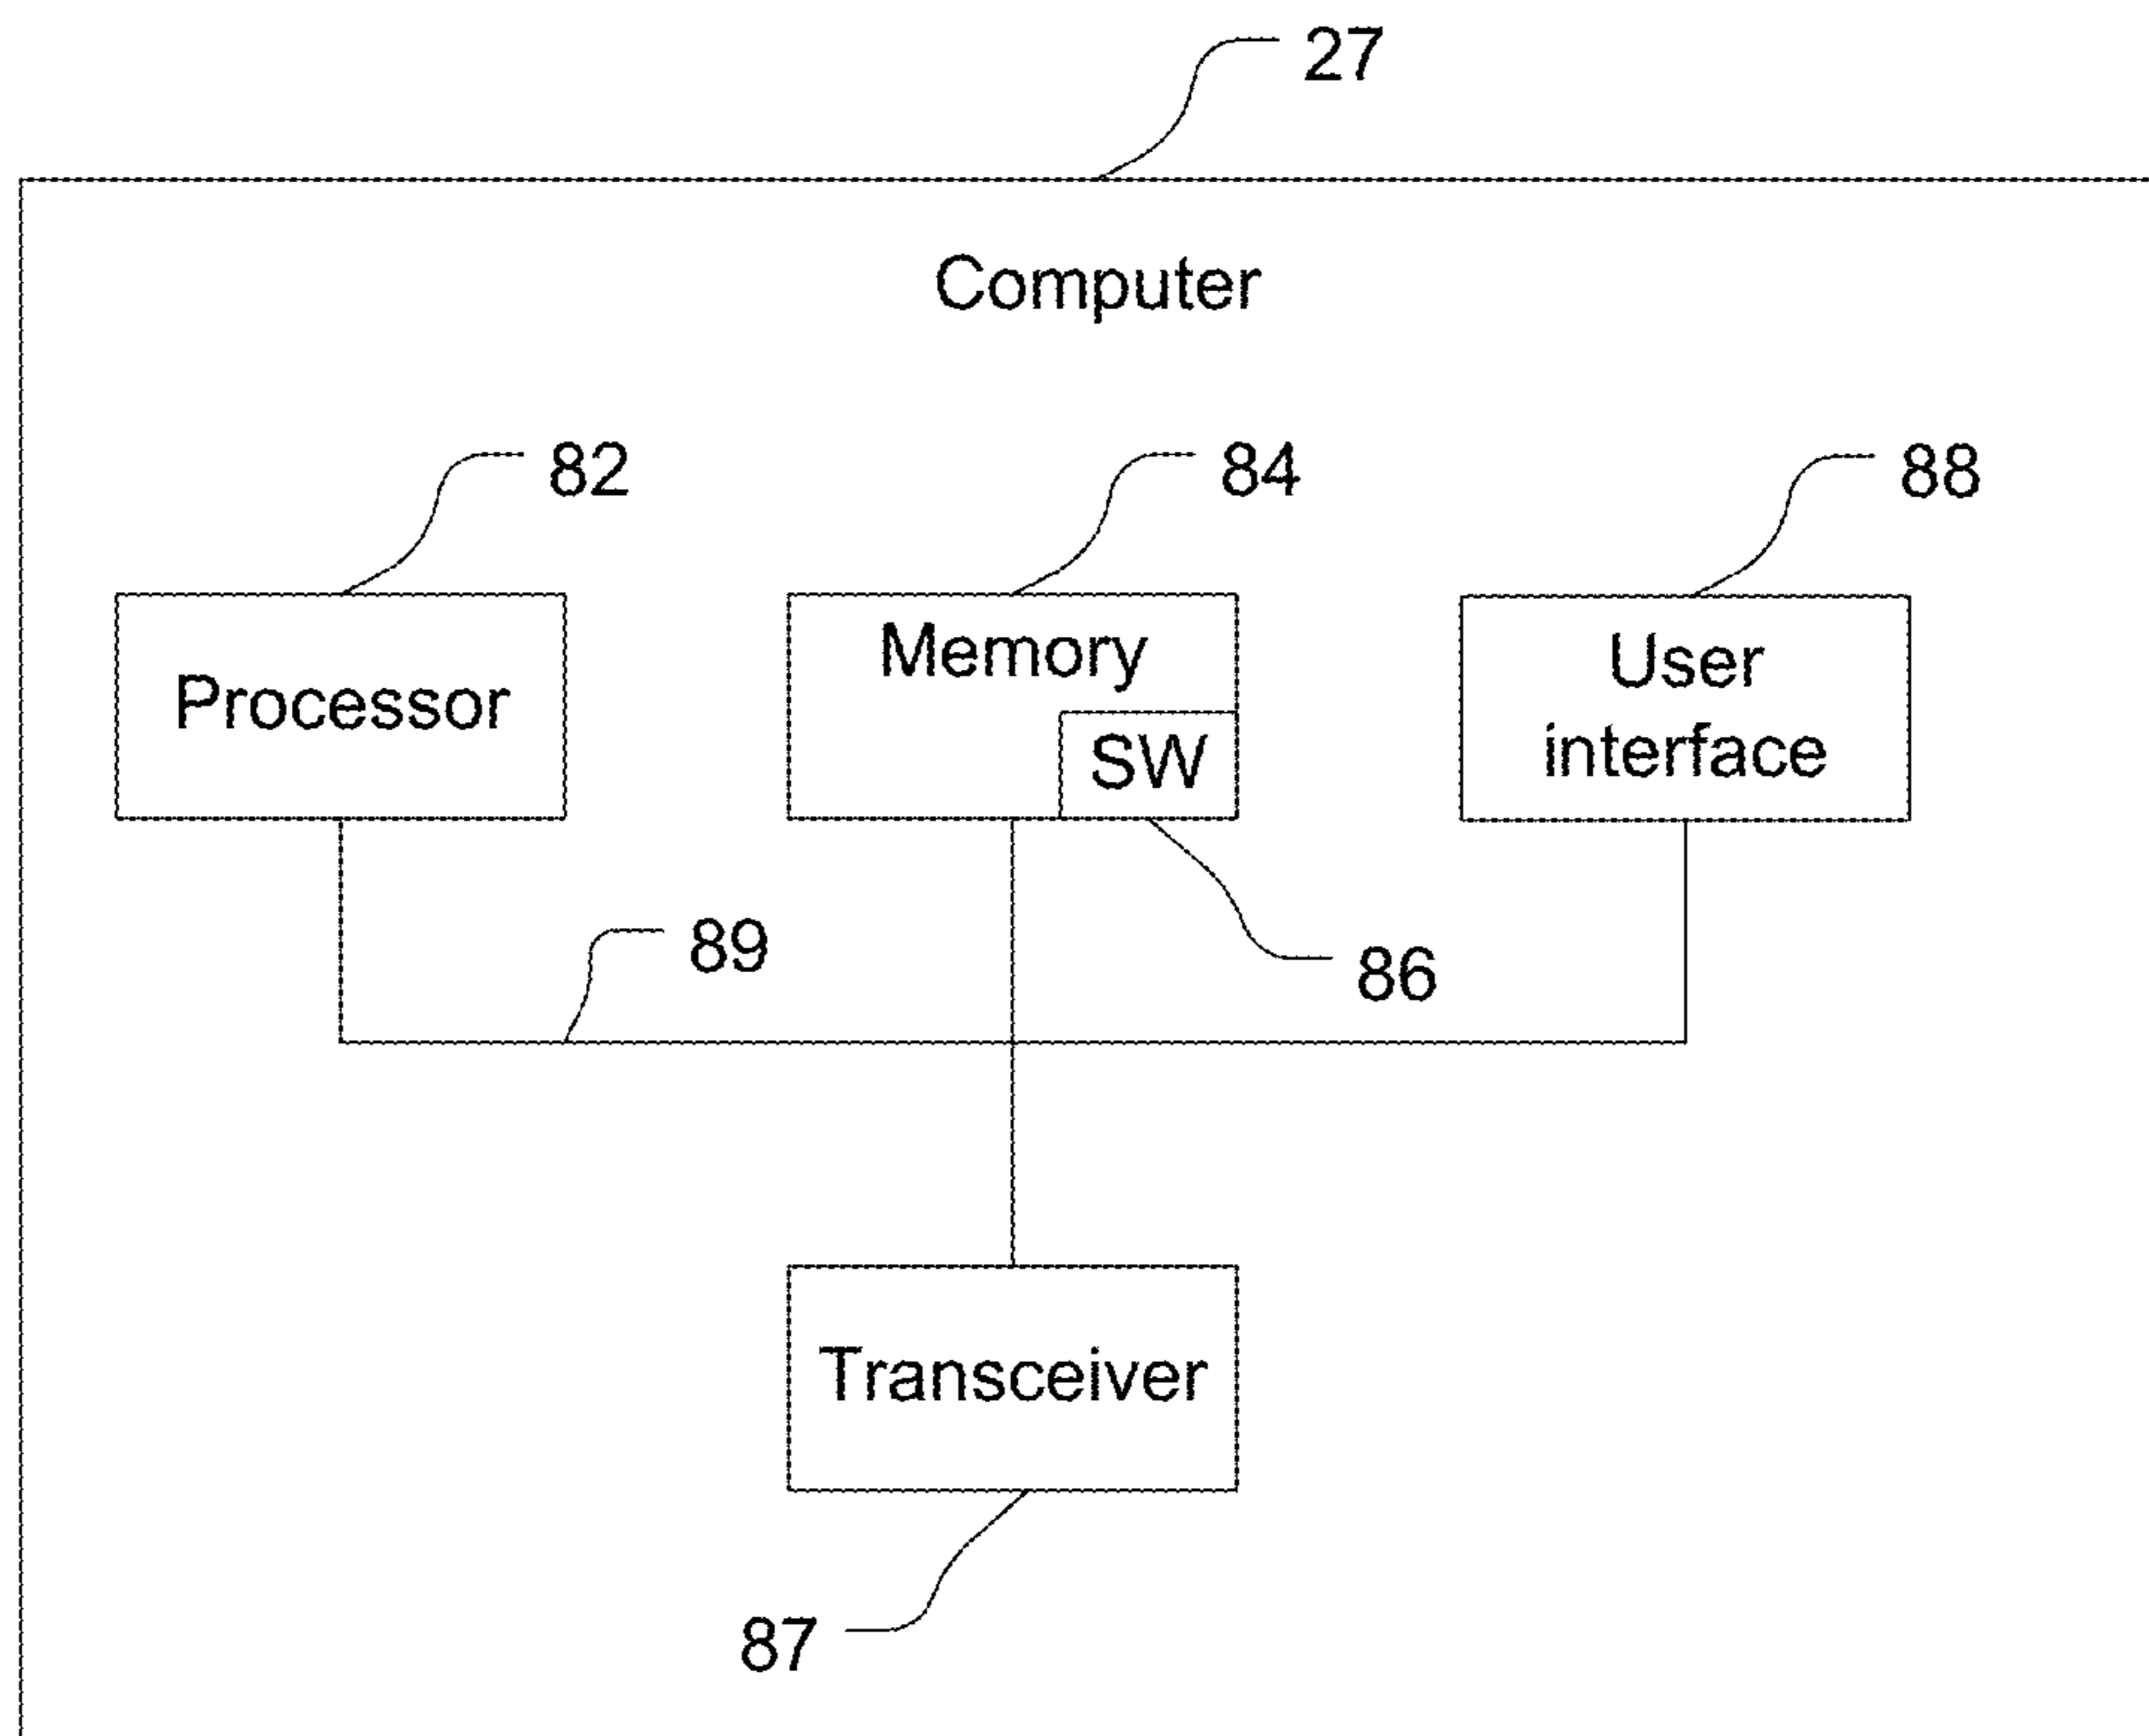 27
Computer
82
84
88
Processor
Memory
SW
User
interface
89
86
Transceiver
87